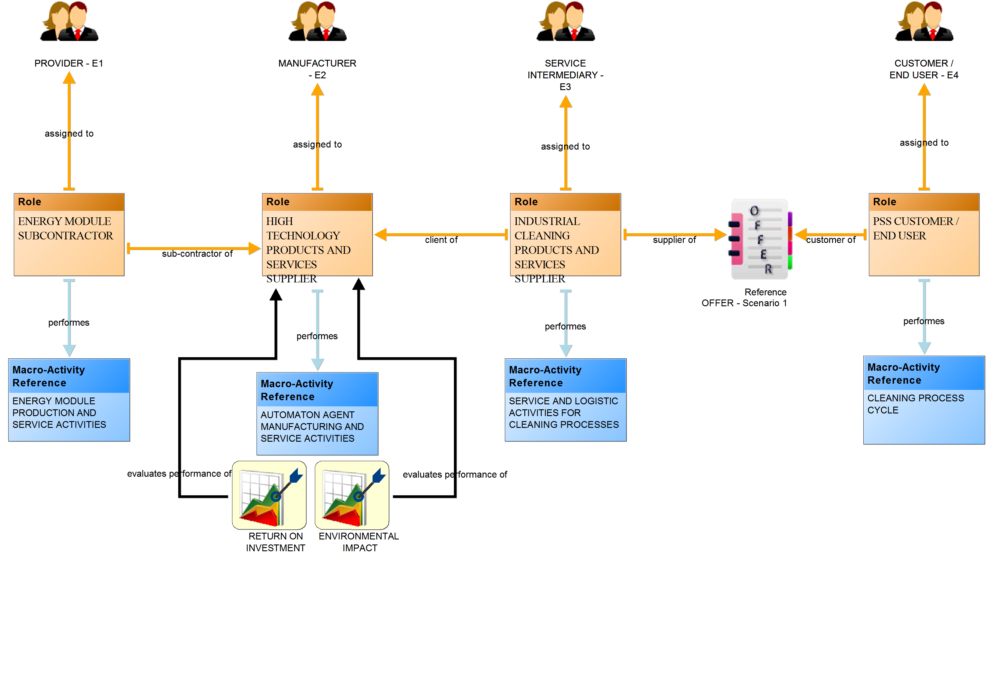 PROVIDER - E1
MANUFACTURER
- E2
SERVICE
INTERMEDIARY -
E3
CUSTOMER /
END USER - E4
assigned to
assigned to
assigned to
assigned to
Role
ENERGY MODULE
SUBCONTRACTOR
sub-contractor of
Role
HIGH
TECHNOLOGY
PRODUCTS AND
SERVICES
SUPPLIER
client of
Role
INDUSTRIAL
CLEANING
PRODUCTS AND
SERVICES
SUPPLIER
supplier of
OFFER
Reference
OFFER - Scenario 1
customer of
Role
PSS CUSTOMER /
END USER
performes
performes
performes
performes
Macro-Activity
Reference
ENERGY MODULE
PRODUCTION AND
SERVICE ACTIVITIES
Macro-Activity
Reference
AUTOMATON AGENT
MANUFACTURING AND
SERVICE ACTIVITIES
Macro-Activity
Reference
SERVICE AND LOGISTIC
ACTIVITIES FOR
CLEANING PROCESSES
Macro-Activity
Reference
CLEANING PROCESS
CYCLE
evaluates performance of
evaluates performance of
RETURN ON
INVESTMENT
ENVIRONMENTAL
IMPACT